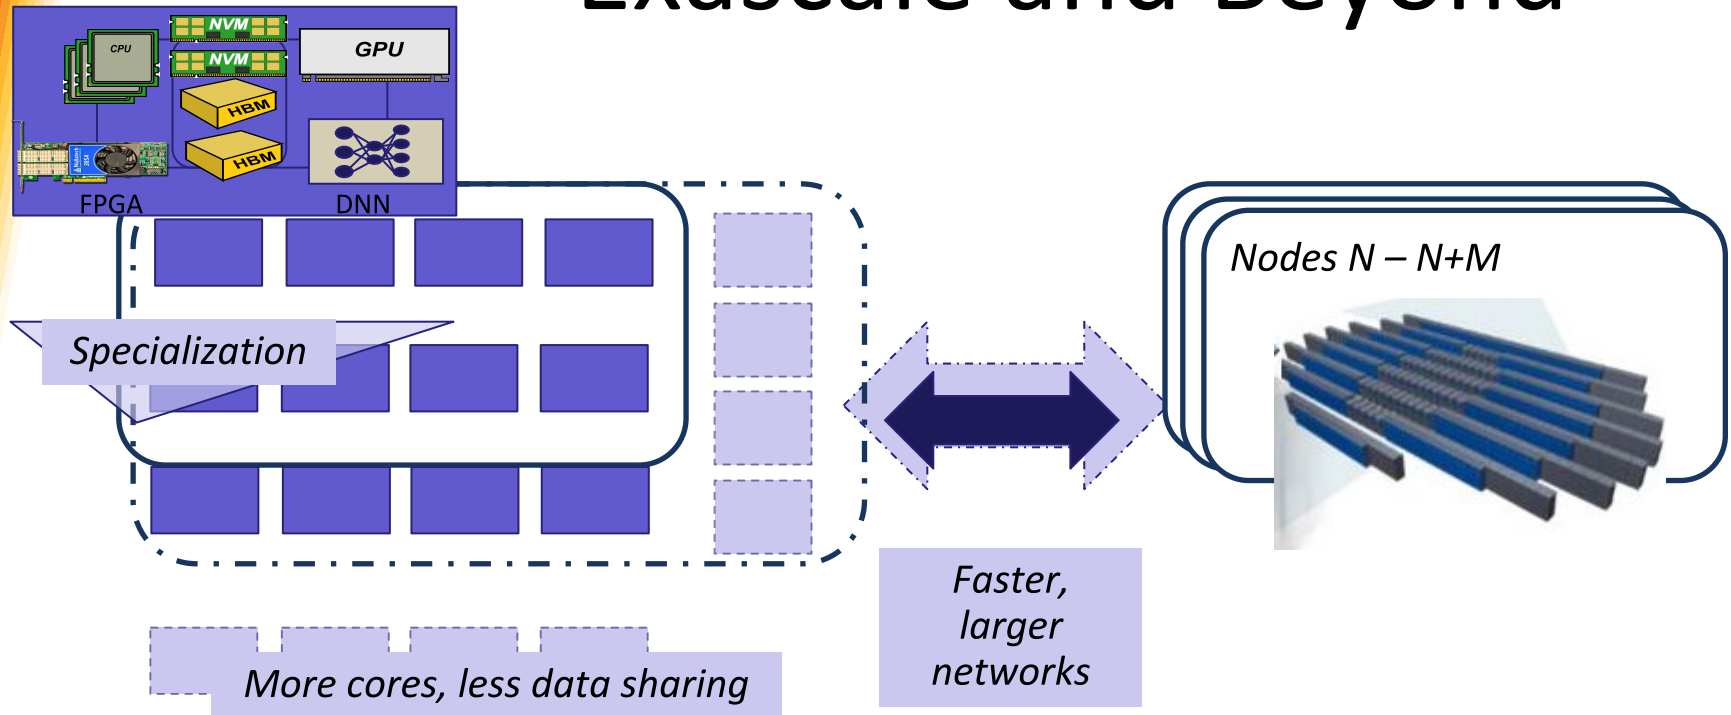 Exascale and Beyond
NVM
CPU
GPU
NVM
HBM
HBM
Nallatech
FPGA
DNN
Nodes N – N+M
Specialization
Faster,
larger
networks
More cores, less data sharing